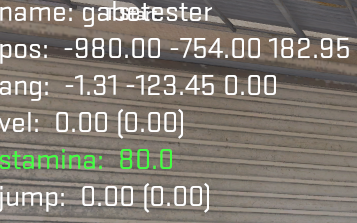 name: gabetester
pos: -980.00 -754.00 182.95
ang: -1.31 -123.45 0.00
vel: 0.00 (0.00)
stamina: 80.0
jump: 0.00 (0.00)